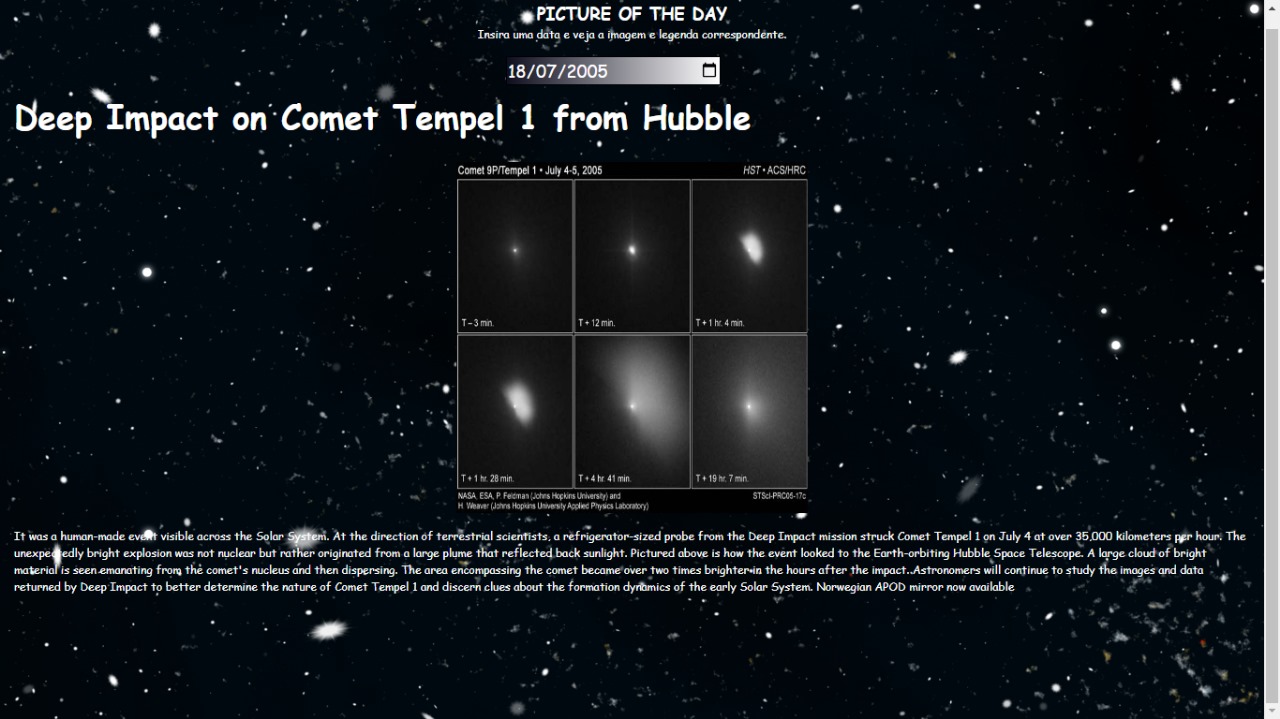 PICTURE OF THE DAY
Insira uma data e veja a imagem e legenda correspondente.
18/07/2005
Deep Impact on Comet Tempel 1 from Hubble
Comet 9P/Tempel 1 • July 4-5, 2005 HST • ACS/HRC
T – 3 min. T + 12 min. T + 1 hr. 4 min.
T + 1 hr. 28 min. T + 4 hr. 41 min. T + 19 hr. 7 min.
NASA, ESA, P. Feldman (Johns Hopkins University) and STScI-PRC05-17c
H. Weaver (Johns Hopkins University Applied Physics Laboratory)
It was a human-made event visible across the Solar System. At the direction of terrestrial scientists, a refrigerator-sized probe from the Deep Impact mission struck Comet Tempel 1 on July 4 at over 35,000 kilometers per hour. The
unexpectedly bright explosion was not nuclear but rather originated from a large plume that reflected back sunlight. Pictured above is how the event looked to the Earth-orbiting Hubble Space Telescope. A large cloud of bright
material is seen emanating from the comet's nucleus and then dispersing. The area encompassing the comet became over two times brighter in the hours after the impact. Astronomers will continue to study the images and data
returned by Deep Impact to better determine the nature of Comet Tempel 1 and discern clues about the formation dynamics of the early Solar System. Norwegian APOD mirror now available